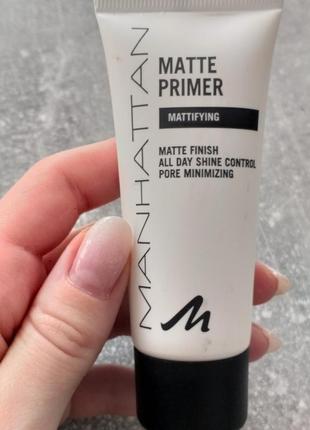 MANHATTAN
MATTE
PRIMER
MATTIFYING
MATTE FINISH
ALL DAY SHINE CONTROL
PORE MINIMIZING
M